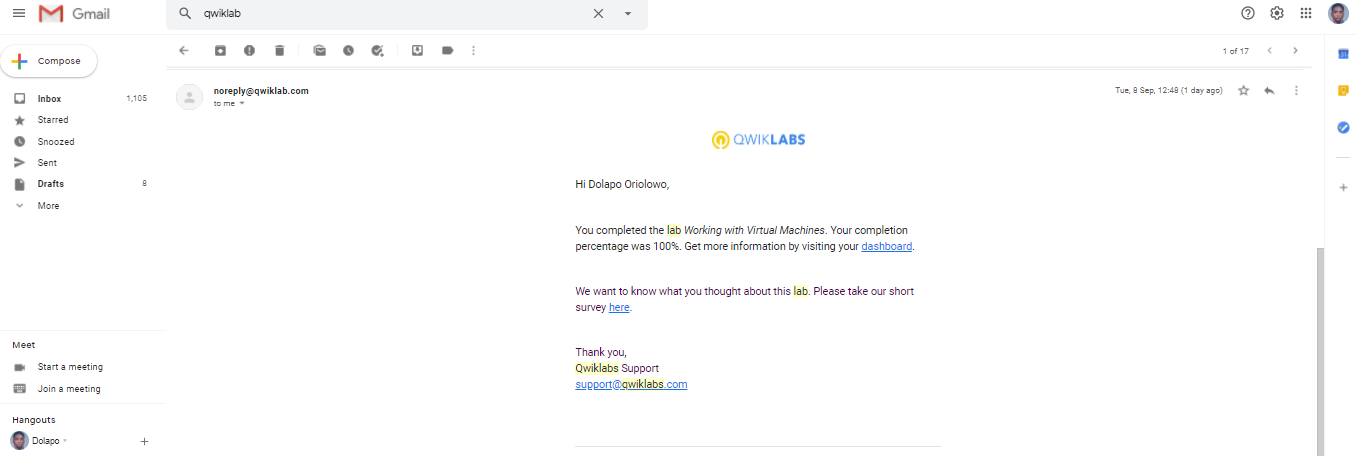 Gmail
qwiklab
Compose
1 of 17
Inbox 1,105
Starred
Snoozed
Sent
Drafts 8
More
noreply@qwiklab.com
to me
Tue, 8 Sep, 12:48 (1 day ago)
QWIKLABS
Hi Dolapo Oriolowo,
You completed the lab Working with Virtual Machines. Your completion
percentage was 100%. Get more information by visiting your dashboard.
We want to know what you thought about this lab. Please take our short
survey here.
Thank you,
Qwiklabs Support
support@qwiklabs.com
Meet
Start a meeting
Join a meeting
Hangouts
Dolapo